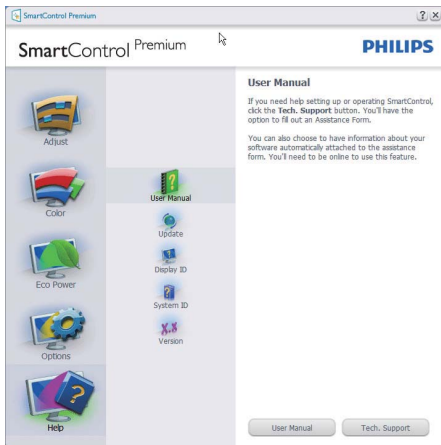 SmartControl Premium
SmartControl Premium
PHILIPS
Adjust
Color
Eco Power
Options
Help
User Manual
Update
Display ID
System ID
X.X
Version
User Manual
If you need help setting up or operating SmartControl,
click the Tech. Support button. You'll have the
option to fill out an Assistance Form.
You can also choose to have information about your
software automatically attached to the assistance
form. You'll need to be online to use this feature.
User Manual
Tech. Support